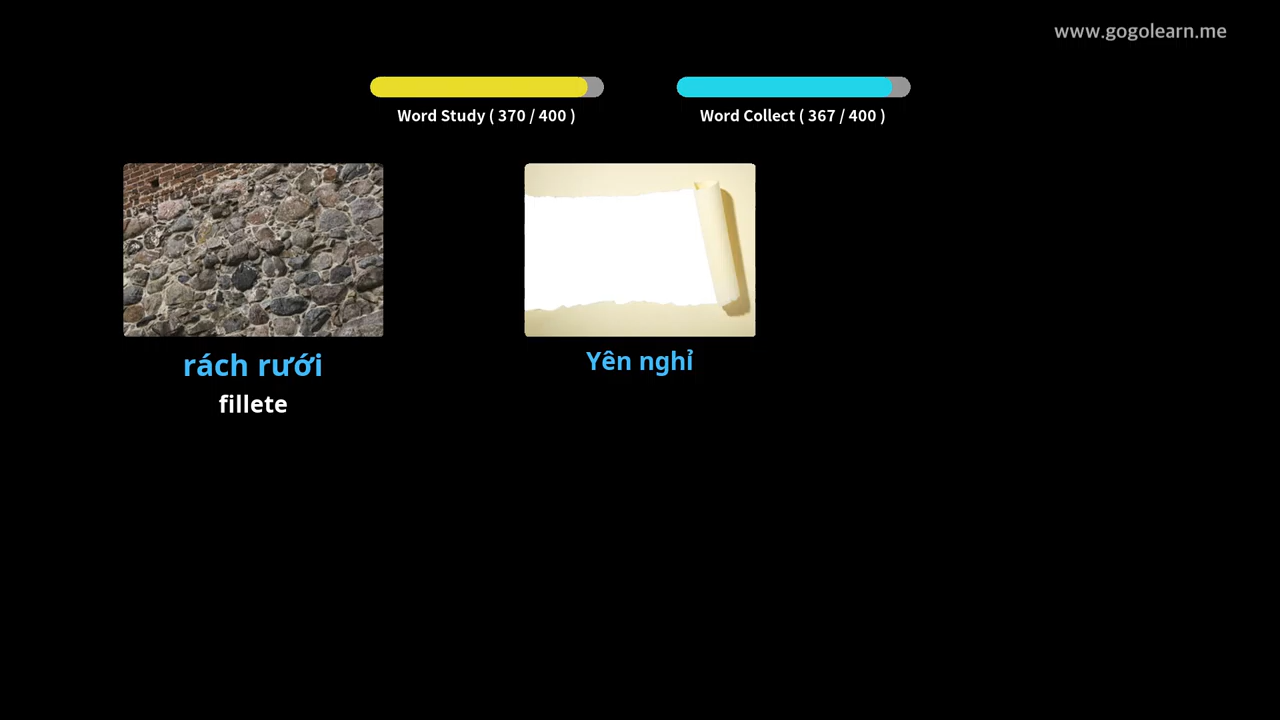 www.gogolearn.me
Word Study ( 370 / 400 )
Word Collect ( 367 / 400 )
rách rưới
fillete
Yên nghỉ